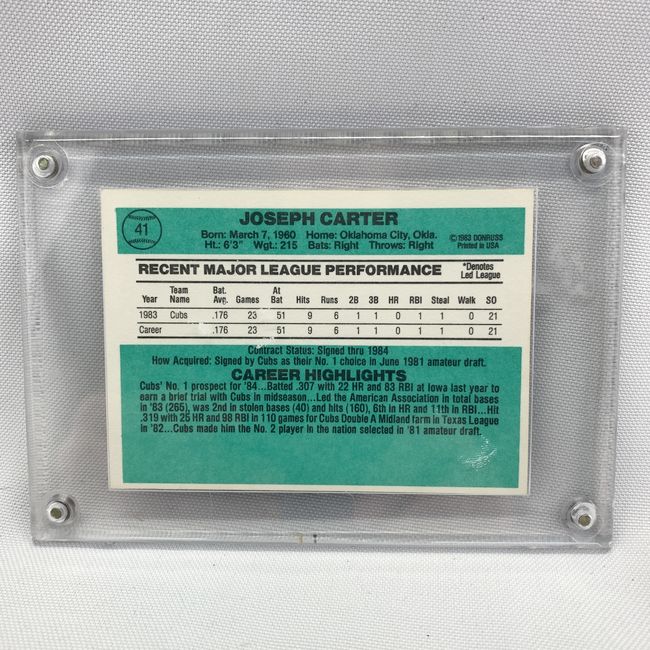 41
JOSEPH CARTER
Born: March 7, 1960 Home: Oklahoma City, Okla.
Ht.: 6'3" Wgt.: 215 Bats: Right Throws: Right
©1983 DONRUSS
Printed in USA
RECENT MAJOR LEAGUE PERFORMANCE
*Denotes
Led League
Year Team Name Bat. Avg. Games At Bat Hits Runs 2B 3B HR RBI Steal Walk SO
1983 Cubs .176 23 51 9 6 1 1 0 1 1 0 21
Career .176 23 51 9 6 1 1 0 1 1 0 21
Contract Status: Signed thru 1984
How Acquired: Signed by Cubs as their No. 1 choice in June 1981 amateur draft.
CAREER HIGHLIGHTS
Cubs' No. 1 prospect for '84...Batted .307 with 22 HR and 83 RBI at Iowa last year to
earn a brief trial with Cubs in midseason...Led the American Association in total bases
in '83 (265), was 2nd in stolen bases (40) and hits (160), 6th in HR and 11th in RBI...Hit
.319 with 25 HR and 98 RBI in 110 games for Cubs Double A Midland farm in Texas League
in '82...Cubs made him the No. 2 player in the nation selected in '81 amateur draft.